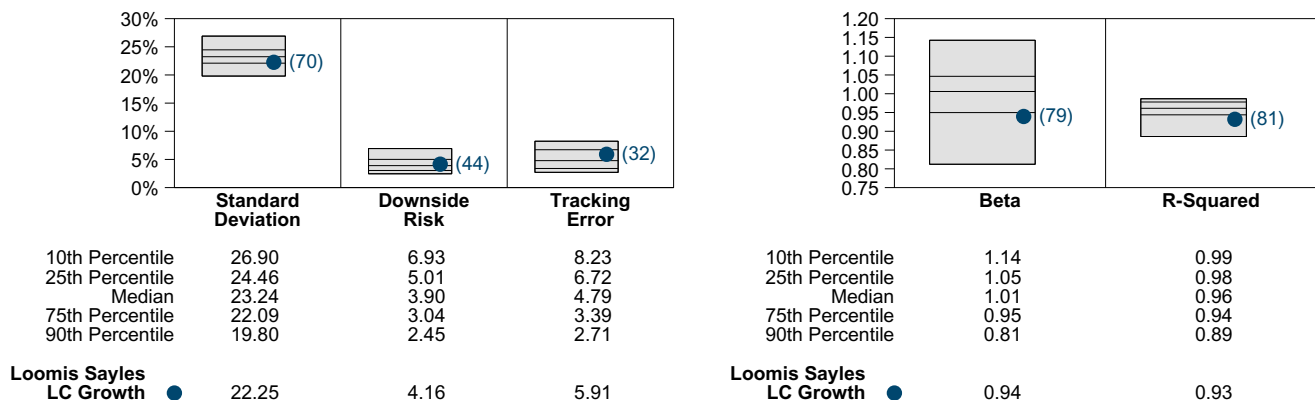 30%
25%
20%
15%
10%
5%
0%
(70)
(44)
(32)
Standard Deviation
Downside Risk
Tracking Error
10th Percentile 26.90 6.93 8.23
25th Percentile 24.46 5.01 6.72
Median 23.24 3.90 4.79
75th Percentile 22.09 3.04 3.39
90th Percentile 19.80 2.45 2.71
Loomis Sayles
LC Growth 22.25 4.16 5.91
1.20
1.15
1.10
1.05
1.00
0.95
0.90
0.85
0.80
0.75
(79)
(81)
Beta R-Squared
10th Percentile 1.14 0.99
25th Percentile 1.05 0.98
Median 1.01 0.96
75th Percentile 0.95 0.94
90th Percentile 0.81 0.89
Loomis Sayles
LC Growth 0.94 0.93